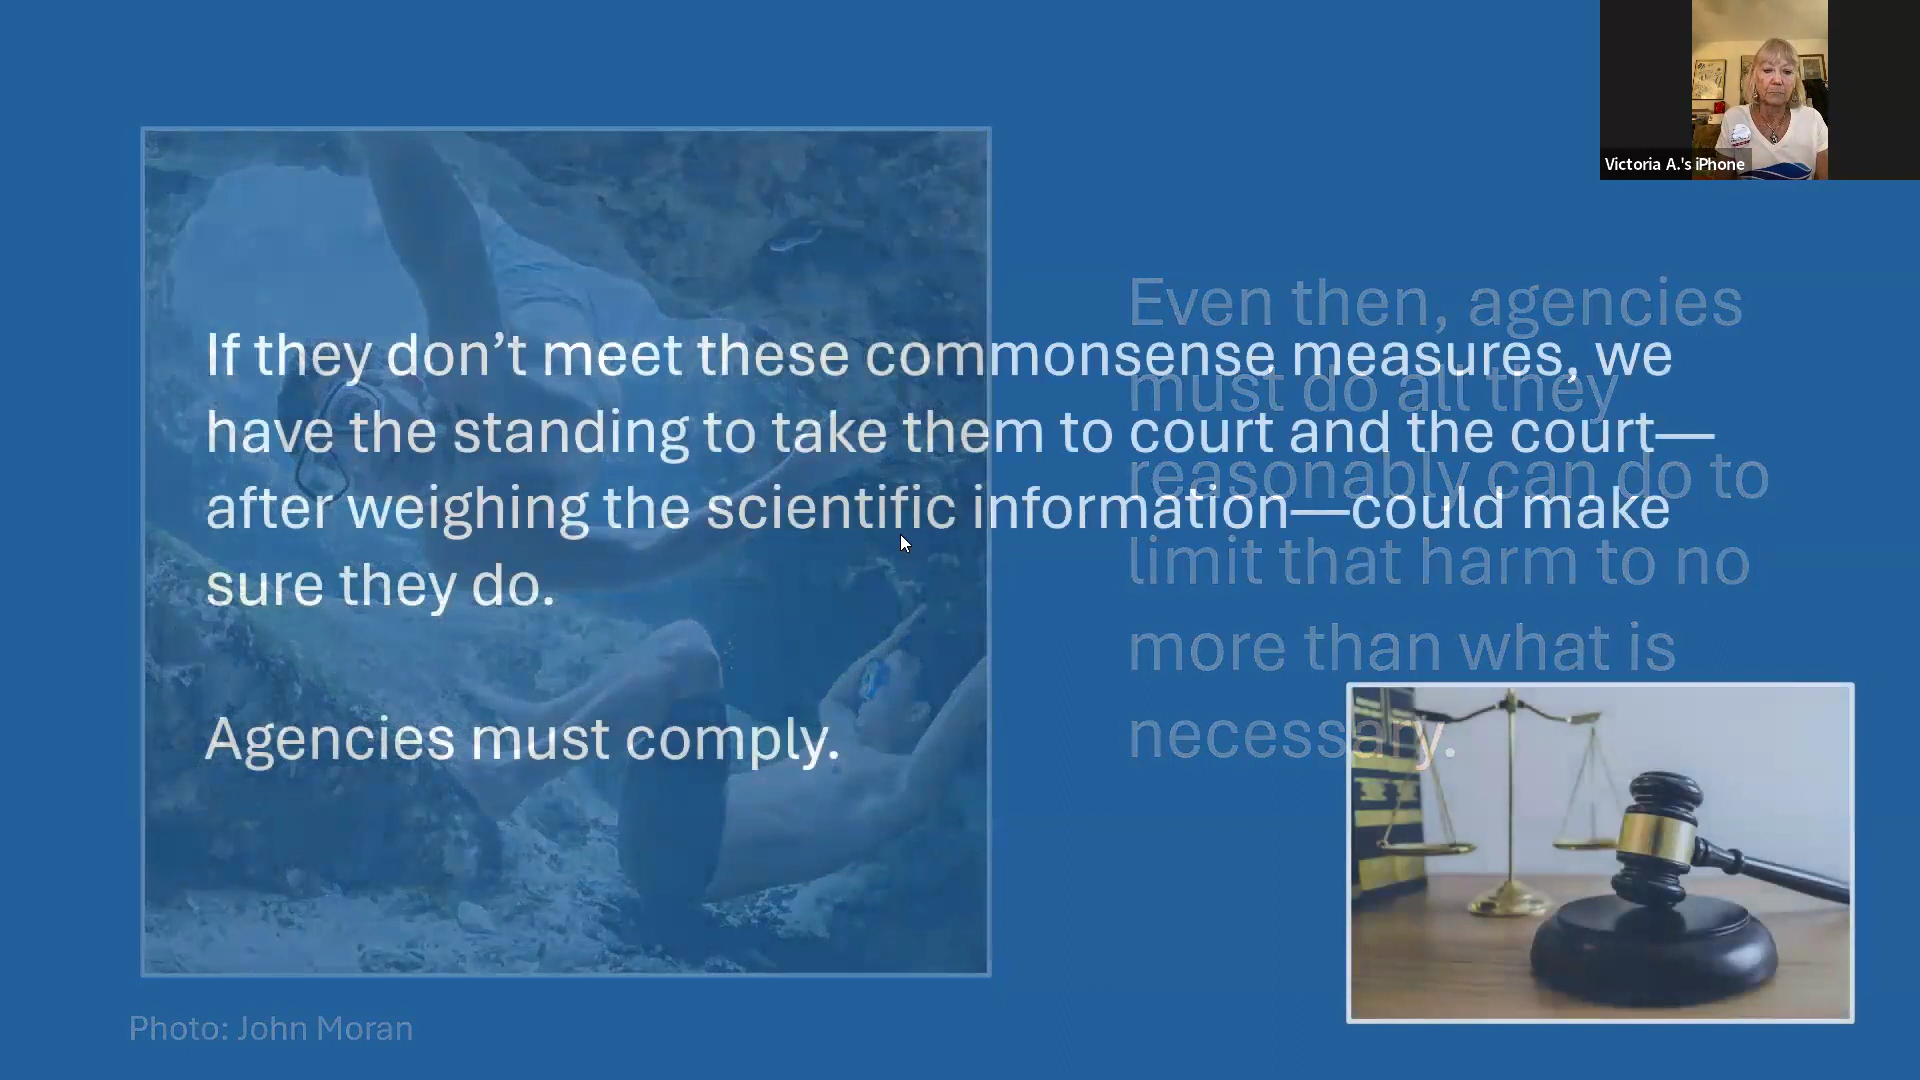 Victoria A.'s iPhone
If they don’t meet these commonsense measures, we
have the standing to take them to court and the court—
after weighing the scientific information—could make
sure they do.
Agencies must comply.
Even then, agencies
must do all they
reasonably can do to
limit that harm to no
more than what is
necessary.
Photo: John Moran